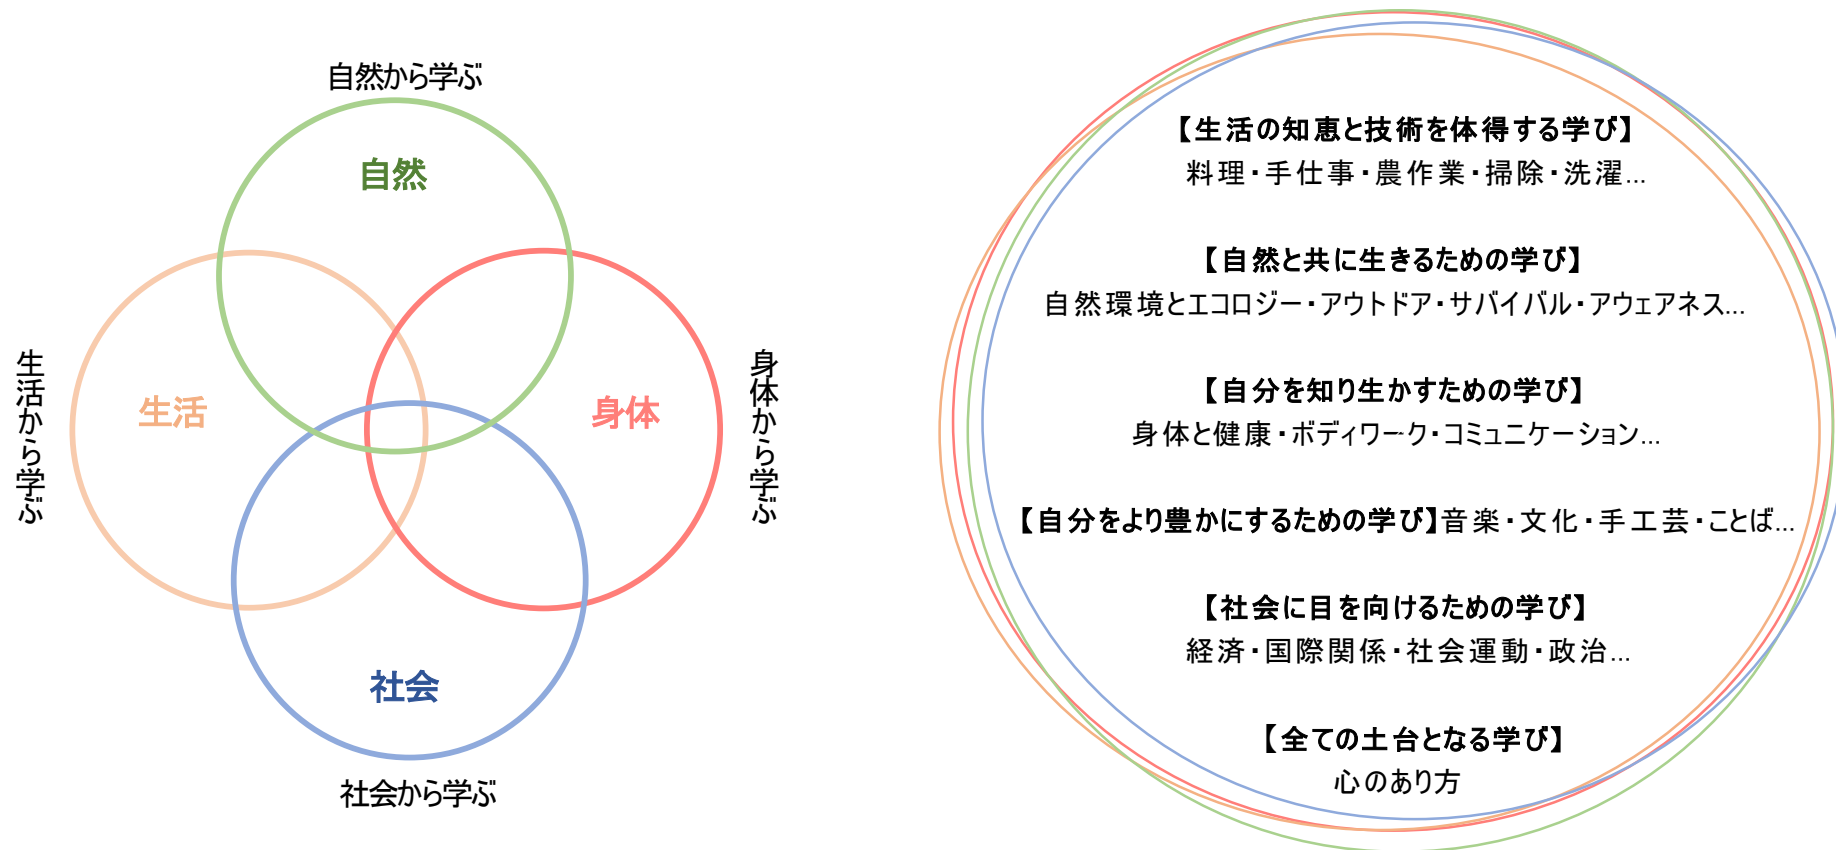 自然から学ぶ
自然
生活から学ぶ
生活
身体
身体から学ぶ
社会
社会から学ぶ
【生活の知恵と技術を体得する学び】
料理・手仕事・農作業・掃除・洗濯...
【自然と共に生きるための学び】
自然環境とエコロジー・アウトドア・サバイバル・アウェアネス...
【自分を知り生かすための学び】
身体と健康・ボディワーク・コミュニケーション...
【自分をより豊かにするための学び】音楽・文化・手工芸・ことば...
【社会に目を向けるための学び】
経済・国際関係・社会運動・政治...
【全ての土台となる学び】
心のあり方